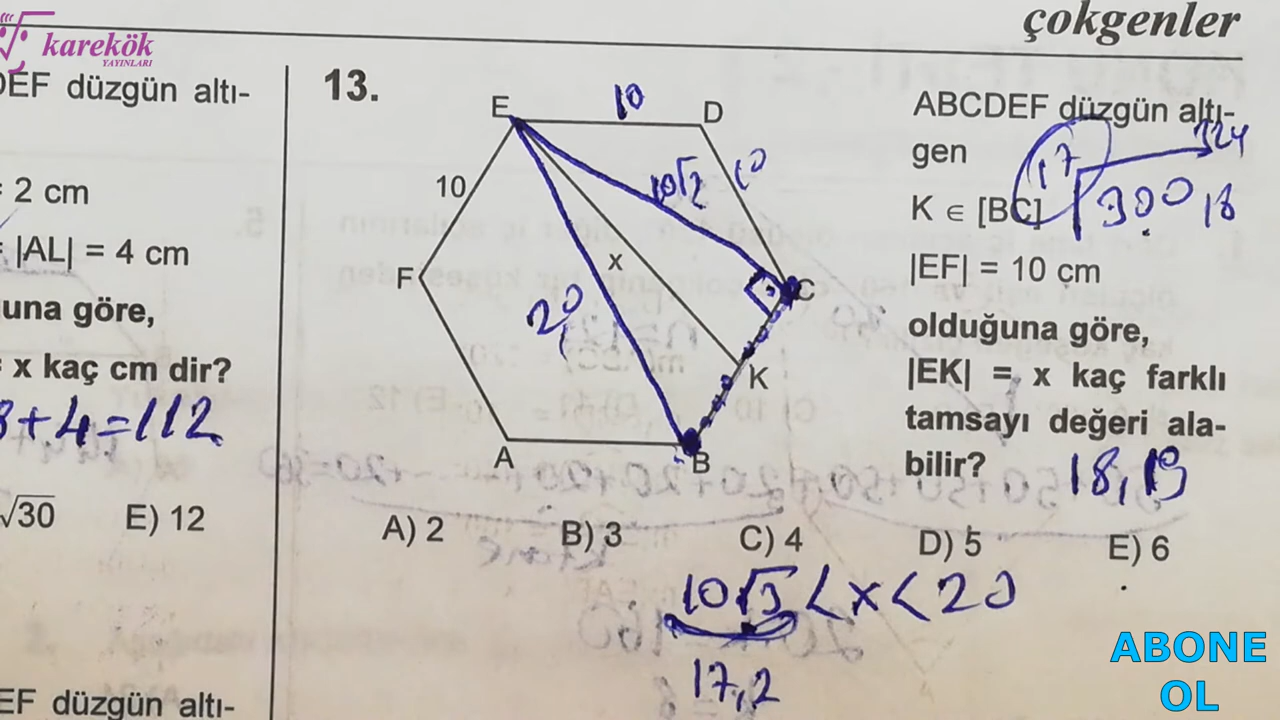 karekök
YAYINLARI
çokgenler
DEF düzgün altı-
= 2 cm
|AL| = 4 cm
una göre,
= x kaç cm dir?
8+4=112
√30 E) 12
EF düzgün altı-
13.
E 10 D
10
10√2 10
F x C
20
K
A B
ABCDEF düzgün altı-
gen
K ∈ [BC]
|EF| = 10 cm
olduğuna göre,
|EK| = x kaç farklı
tamsayı değeri ala-
bilir?
17 324
300 18
18, 19
A) 2 B) 3 C) 4 D) 5 E) 6
10√3 < x < 20
17,2
ABONE
OL